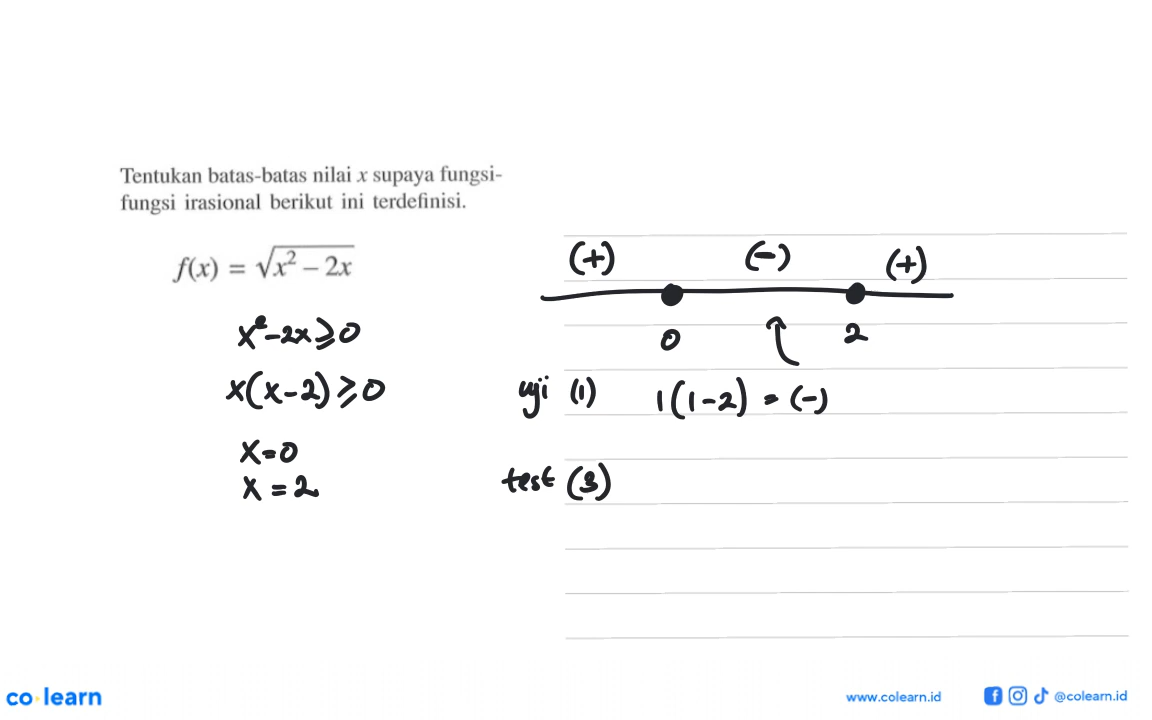 Tentukan batas-batas nilai x supaya fungsi-
fungsi irasional berikut ini terdefinisi.
f(x) = √(x² – 2x)
x²-2x⩾0
x(x-2)⩾0
x=0
x=2
(+) (-) (+)
0 2
uji (1) 1(1-2) = (-)
test (3)
co learn
www.colearn.id @colearn.id